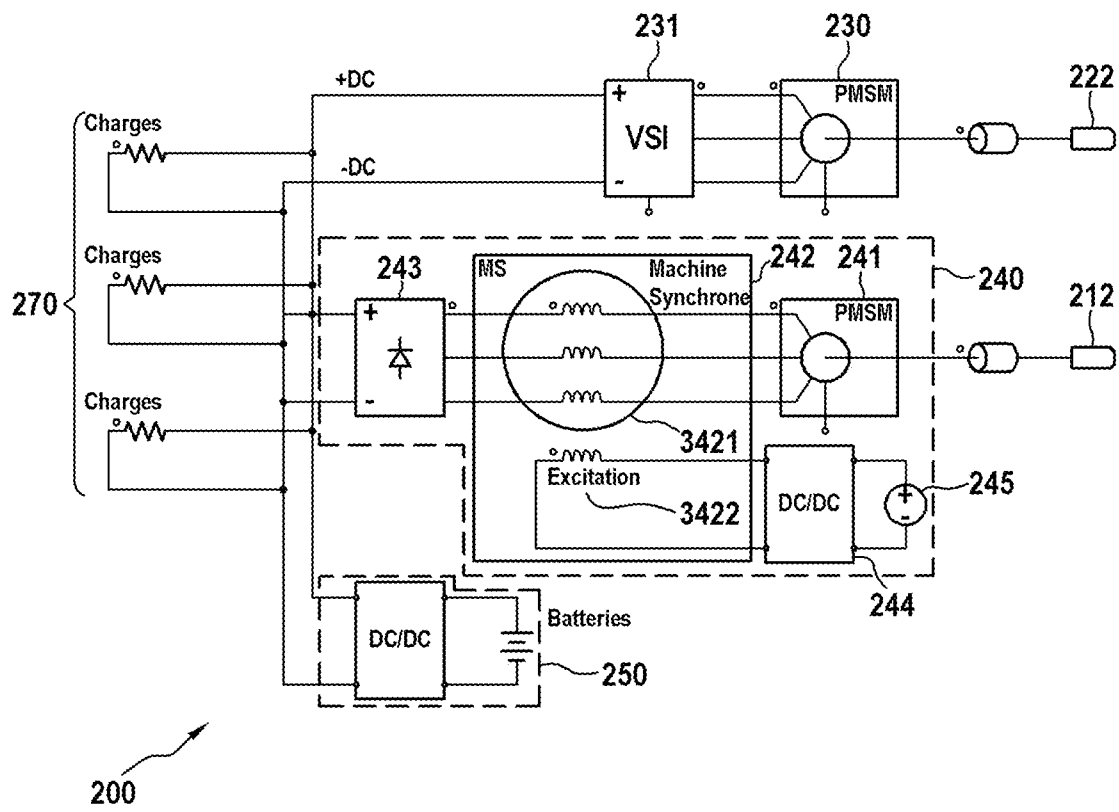 231
230
222
+DC
PMSM
Charges
+
VSI
-DC
-
270
Charges
243
MS
Machine
Synchrone
242
241
240
212
+
PMSM
-
Charges
3421
Excitation
3422
DC/DC
+
-
245
244
DC/DC
Batteries
250
200